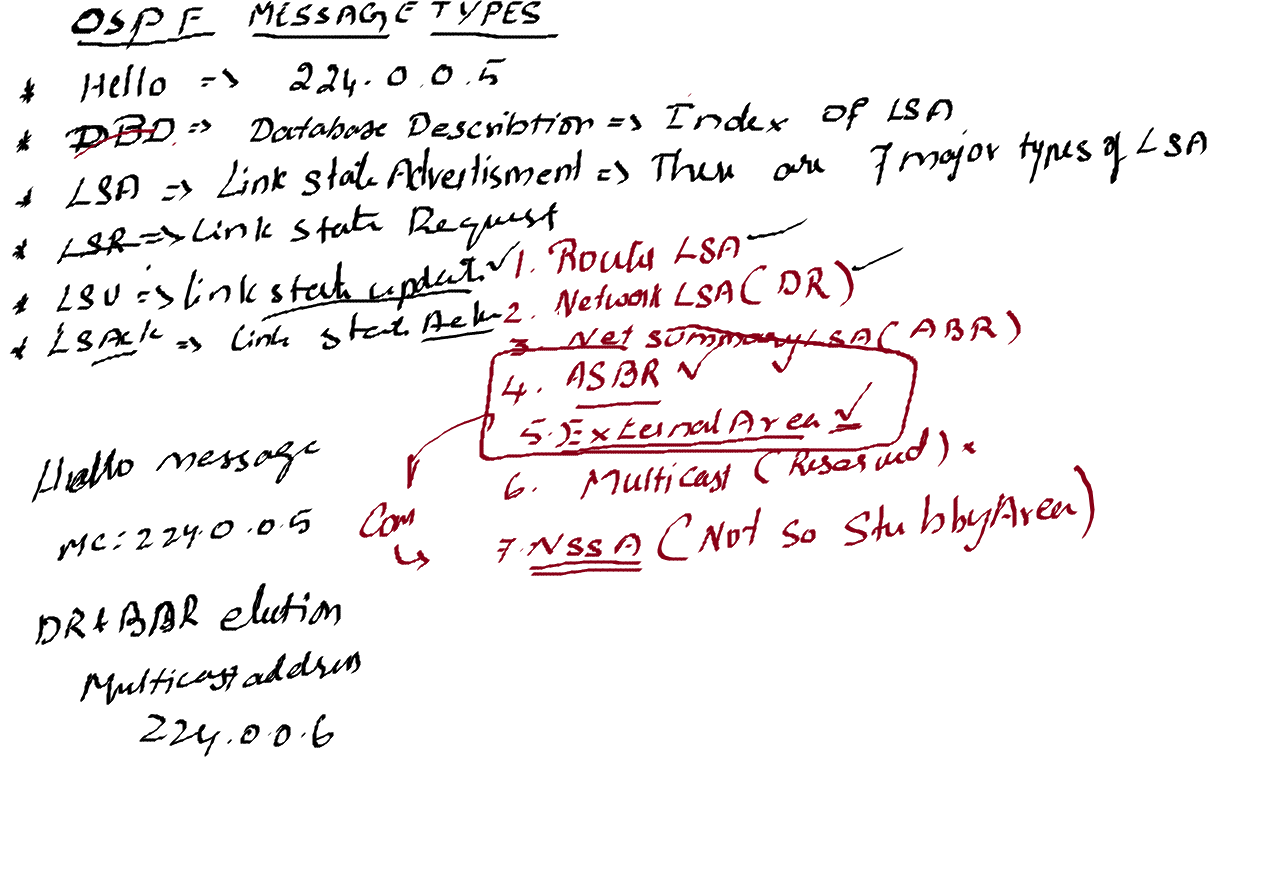 OSPF MESSAGE TYPES
* Hello => 224.0.0.5
* DBD => Database Describtion => Index of LSA
* LSA => Link State Advertisment => There are 7 major types of LSA
* LSR => Link State Request
* LSU => Link State update ✓
* LSAck => Link State Ack
1. Router LSA ✓
2. Network LSA (DR) ✓
3. Net summary LSA (ABR) ✓
4. ASBR ✓
5. External Area ✓
6. Multicast (Reserved) ×
7. NSSA (Not So Stubby Area)
Com
Hello message
MC: 224.0.0.5
DR + BDR
Multicast address
224.0.0.6